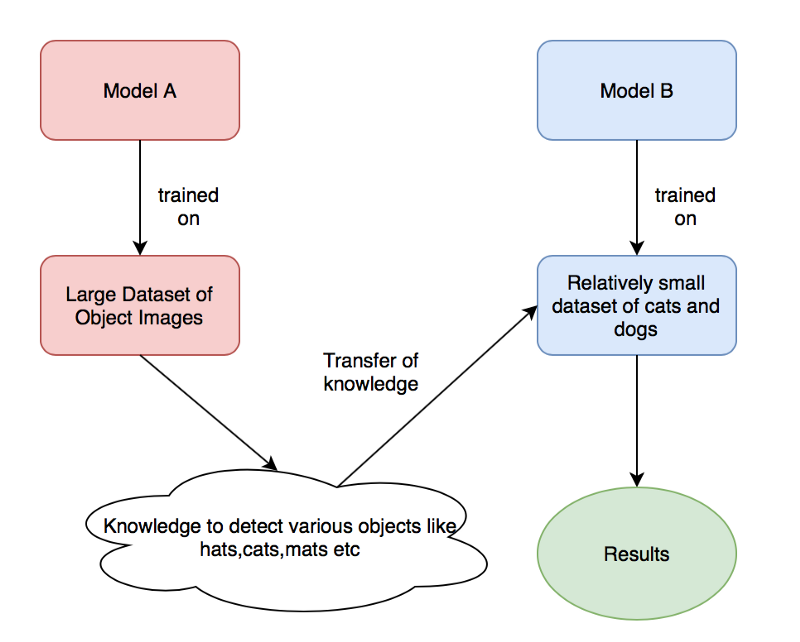 Model A
Model B
trained
on
trained
on
Large Dataset of
Object Images
Relatively small
dataset of cats and
dogs
Transfer of
knowledge
Knowledge to detect various objects like
hats,cats,mats etc
Results